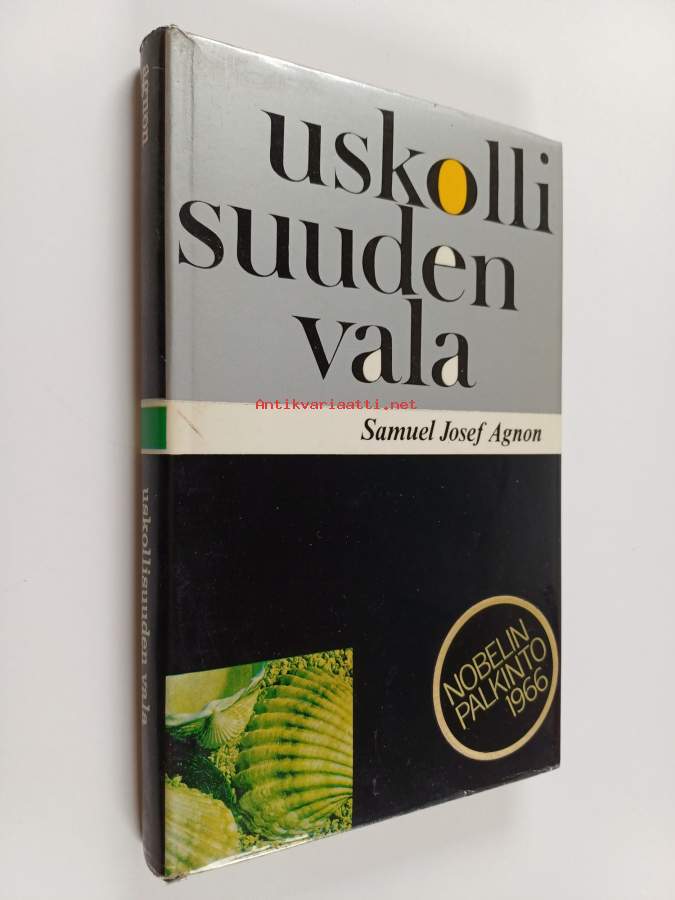 agnon
uskollisuuden vala
uskolli
suuden
vala
Antikvariaatti.net
Samuel Josef Agnon
NOBELIN
PALKINTO
1966